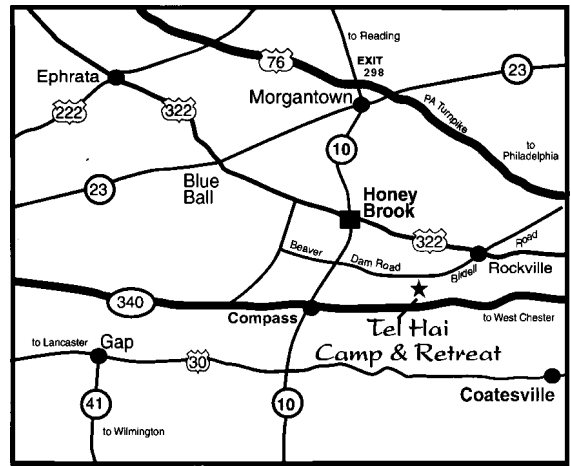 to Reading
76
EXIT
298
23
Ephrata
Morgantown
222
322
PA Turnpike
10
to
Philadelphia
Blue
Ball
23
Honey
Brook
322
Road
Beaver
Dam Road
Birdell
Rockville
340
Compass
to West Chester
Tel Hai
Camp & Retreat
to Lancaster
Gap
30
Coatesville
41
10
to Wilmington